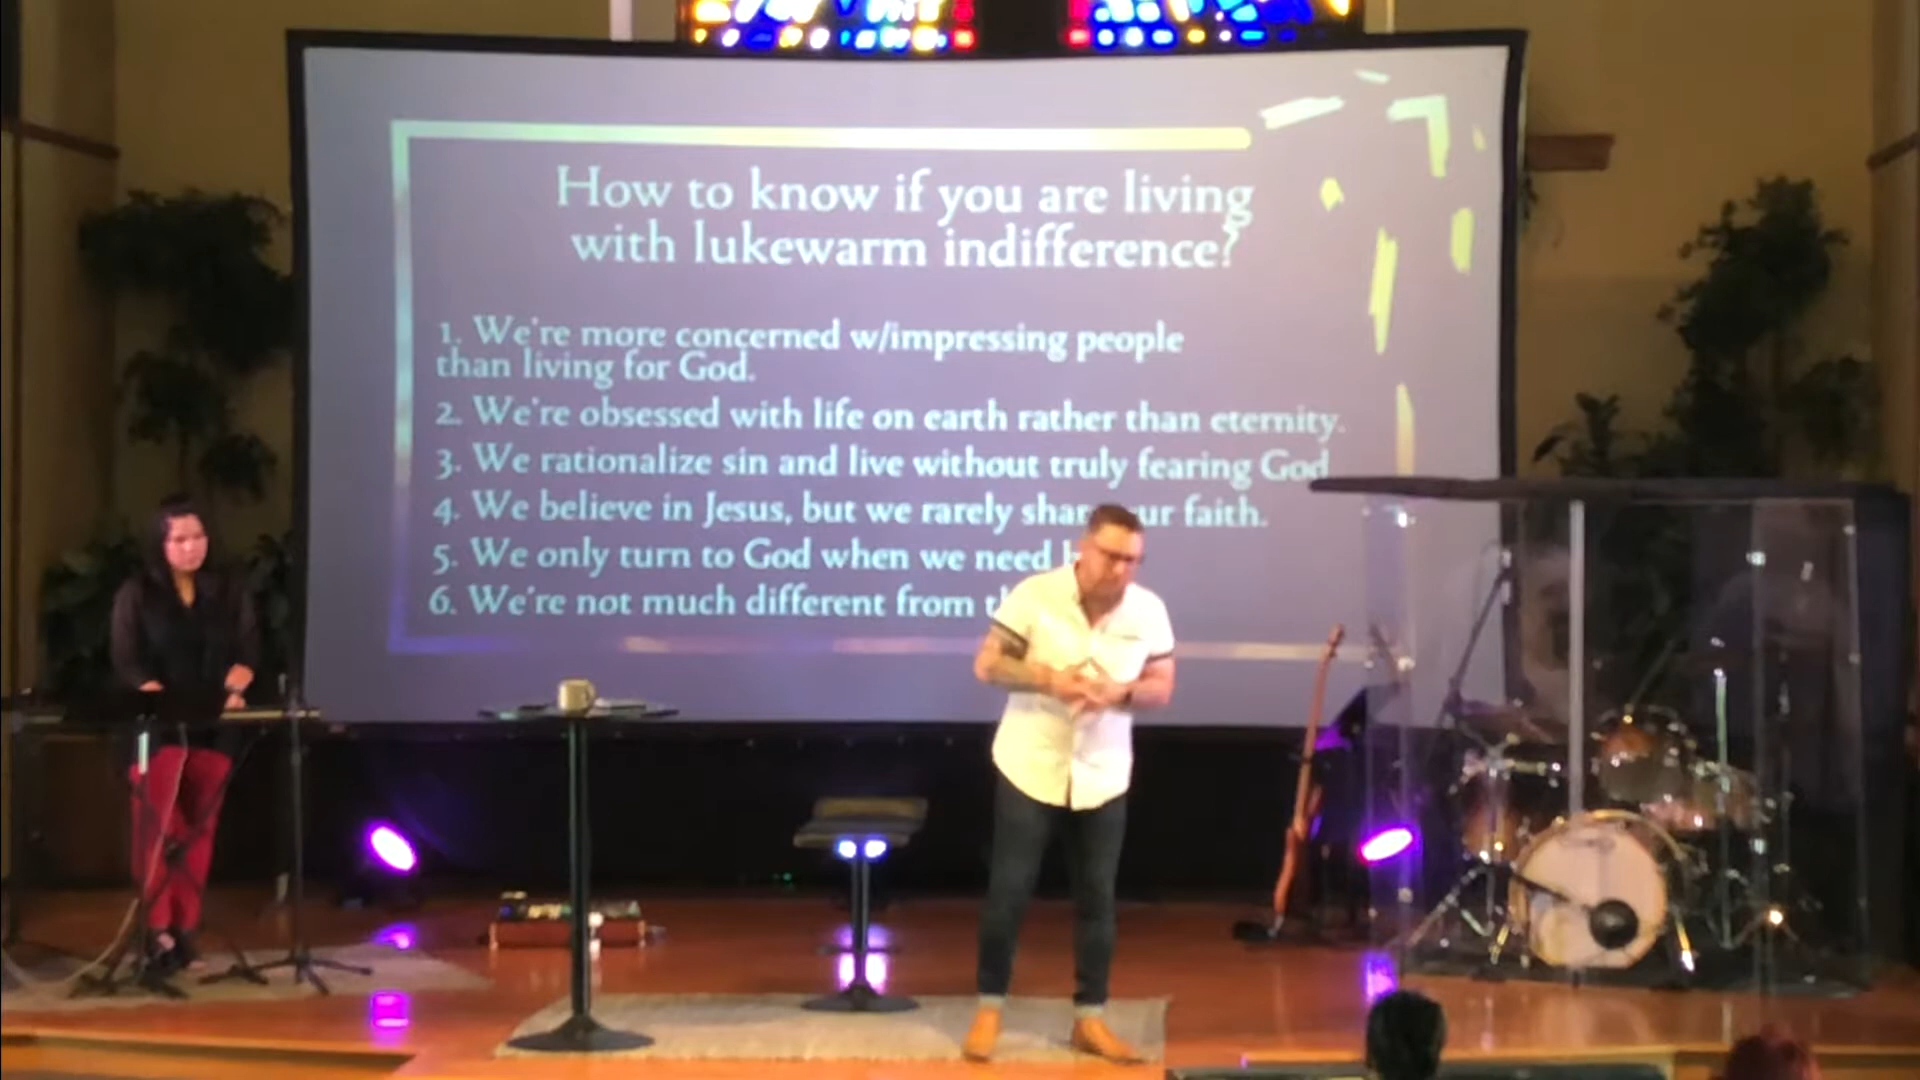 How to know if you are living
with lukewarm indifference?
1. We're more concerned w/impressing people
than living for God.
2. We're obsessed with life on earth rather than eternity.
3. We rationalize sin and live without truly fearing God
4. We believe in Jesus, but we rarely share our faith.
5. We only turn to God when we need
6. We're not much different from